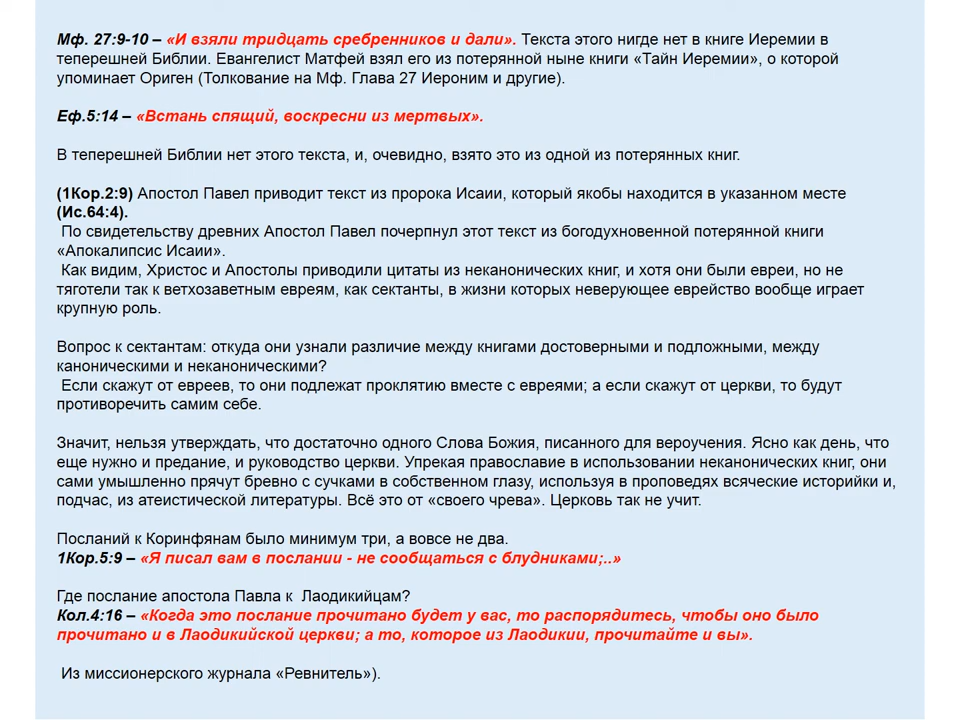 Мф. 27:9-10 – «И взяли тридцать сребренников и дали». Текста этого нигде нет в книге Иеремии в
теперешней Библии. Евангелист Матфей взял его из потерянной ныне книги «Тайн Иеремии», о которой
упоминает Ориген (Толкование на Мф. Глава 27 Иероним и другие).
Еф.5:14 – «Встань спящий, воскресни из мертвых».
В теперешней Библии нет этого текста, и, очевидно, взято это из одной из потерянных книг.
(1Кор.2:9) Апостол Павел приводит текст из пророка Исаии, который якобы находится в указанном месте
(Ис.64:4).
По свидетельству древних Апостол Павел почерпнул этот текст из богодухновенной потерянной книги
«Апокалипсис Исаии».
Как видим, Христос и Апостолы приводили цитаты из неканонических книг, и хотя они были евреи, но не
тяготели так к ветхозаветным евреям, как сектанты, в жизни которых неверующее еврейство вообще играет
крупную роль.
Вопрос к сектантам: откуда они узнали различие между книгами достоверными и подложными, между
каноническими и неканоническими?
Если скажут от евреев, то они подлежат проклятию вместе с евреями; а если скажут от церкви, то будут
противоречить самим себе.
Значит, нельзя утверждать, что достаточно одного Слова Божия, писанного для вероучения. Ясно как день, что
еще нужно и предание, и руководство церкви. Упрекая православие в использовании неканонических книг, они
сами умышленно прячут бревно с сучками в собственном глазу, используя в проповедях всяческие историйки и,
подчас, из атеистической литературы. Всё это от «своего чрева». Церковь так не учит.
Посланий к Коринфянам было минимум три, а вовсе не два.
1Кор.5:9 – «Я писал вам в послании - не сообщаться с блудниками;..»
Где послание апостола Павла к Лаодикийцам?
Кол.4:16 – «Когда это послание прочитано будет у вас, то распорядитесь, чтобы оно было
прочитано и в Лаодикийской церкви; а то, которое из Лаодикии, прочитайте и вы».
Из миссионерского журнала «Ревнитель»).